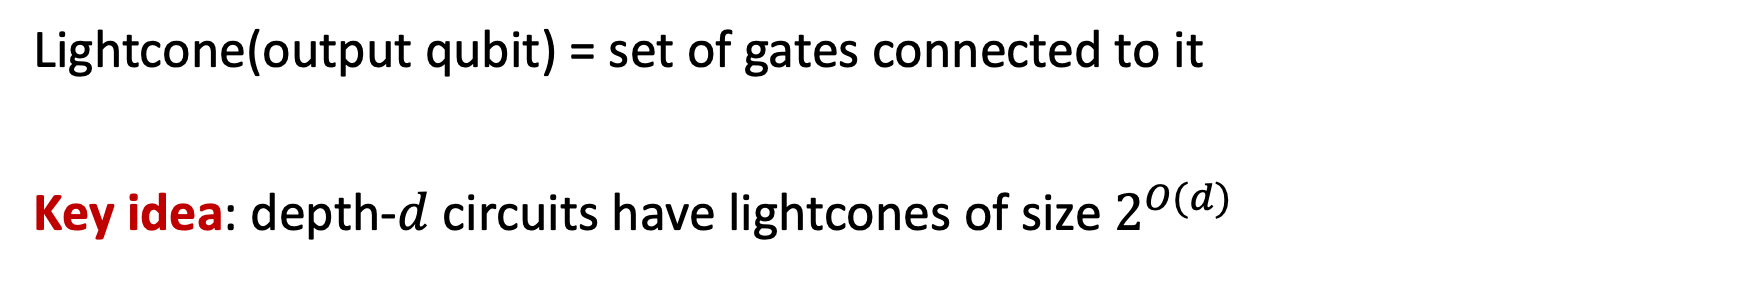 Lightcone(output qubit) = set of gates connected to it
Key idea: depth-𝑑 circuits have lightcones of size 2^{𝑂(𝑑)}